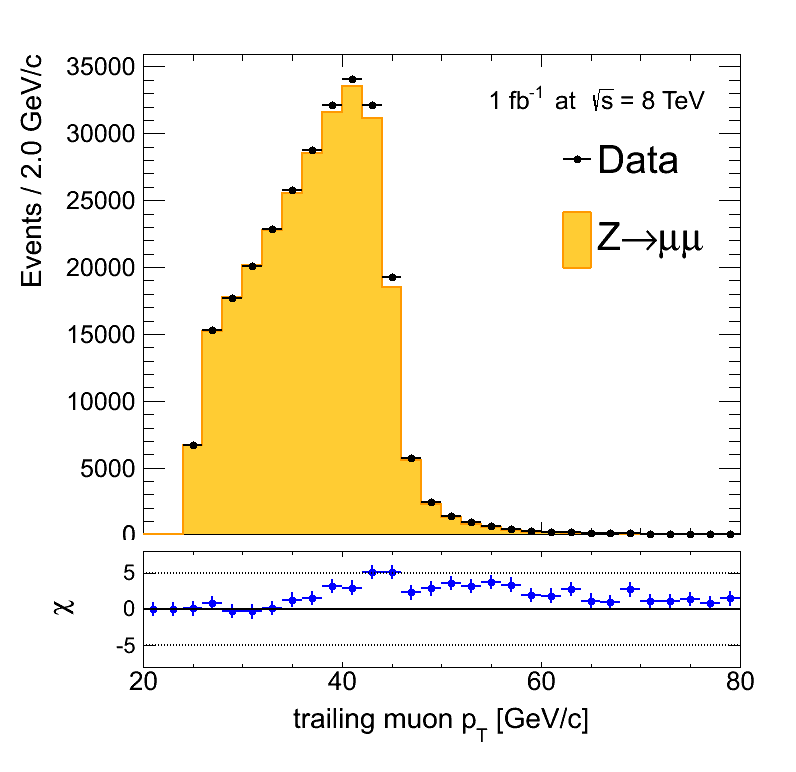 Events / 2.0 GeV/c
35000
30000
25000
20000
15000
10000
5000
0
1 fb⁻¹ at √s = 8 TeV
Data
Z→μμ
χ
5
0
-5
20 40 60 80
trailing muon p_T [GeV/c]